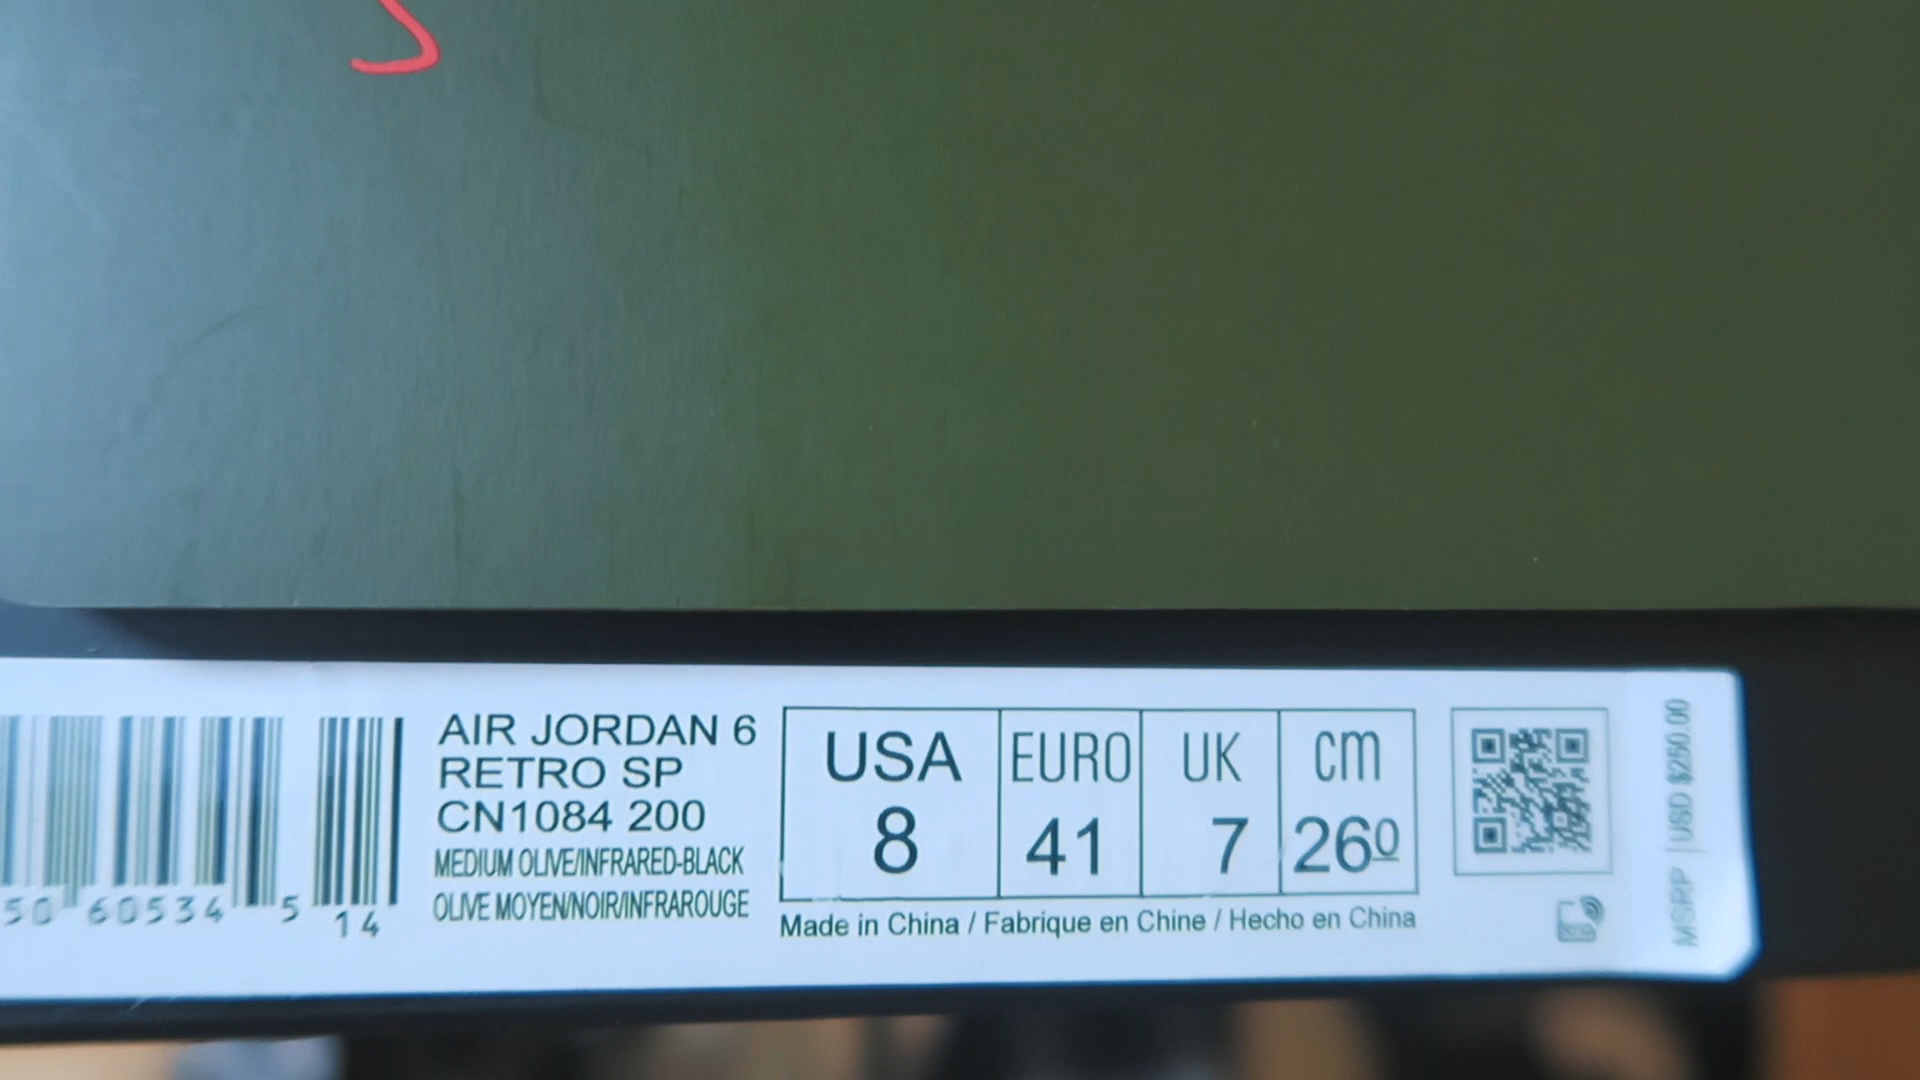 AIR JORDAN 6
RETRO SP
CN1084 200
MEDIUM OLIVE/INFRARED-BLACK
OLIVE MOYEN/NOIR/INFRAROUGE
50 60534 5 14
USA EURO UK cm
8 41 7 260
Made in China / Fabrique en Chine / Hecho en China
MSRP USD $250.00